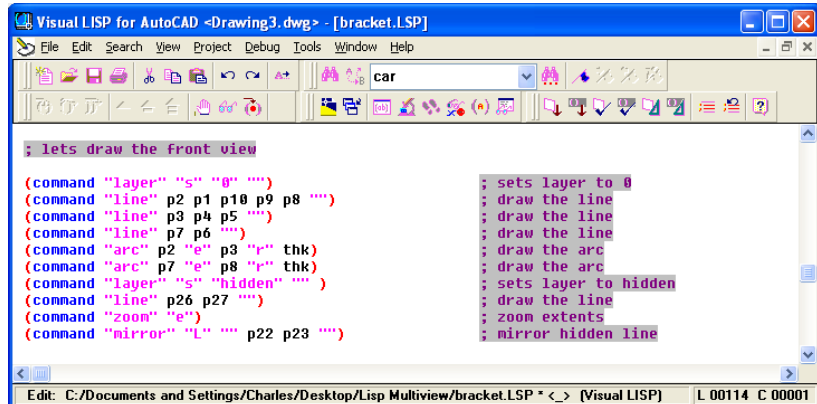 Visual LISP for AutoCAD <Drawing3.dwg> - [bracket.LSP]
File Edit Search View Project Debug Tools Window Help
car
; lets draw the front view
(command "layer" "s" "0" "") ; sets layer to 0
(command "line" p2 p1 p10 p9 p8 "") ; draw the line
(command "line" p3 p4 p5 "") ; draw the line
(command "line" p7 p6 "") ; draw the line
(command "arc" p2 "e" p3 "r" thk) ; draw the arc
(command "arc" p7 "e" p8 "r" thk) ; draw the arc
(command "layer" "s" "hidden" "" ) ; sets layer to hidden
(command "line" p26 p27 "") ; draw the line
(command "zoom" "e") ; zoom extents
(command "mirror" "L" "" p22 p23 "") ; mirror hidden line
Edit: C:/Documents and Settings/Charles/Desktop/Lisp Multiview/bracket.LSP * <_> (Visual LISP) L 00114 C 00001